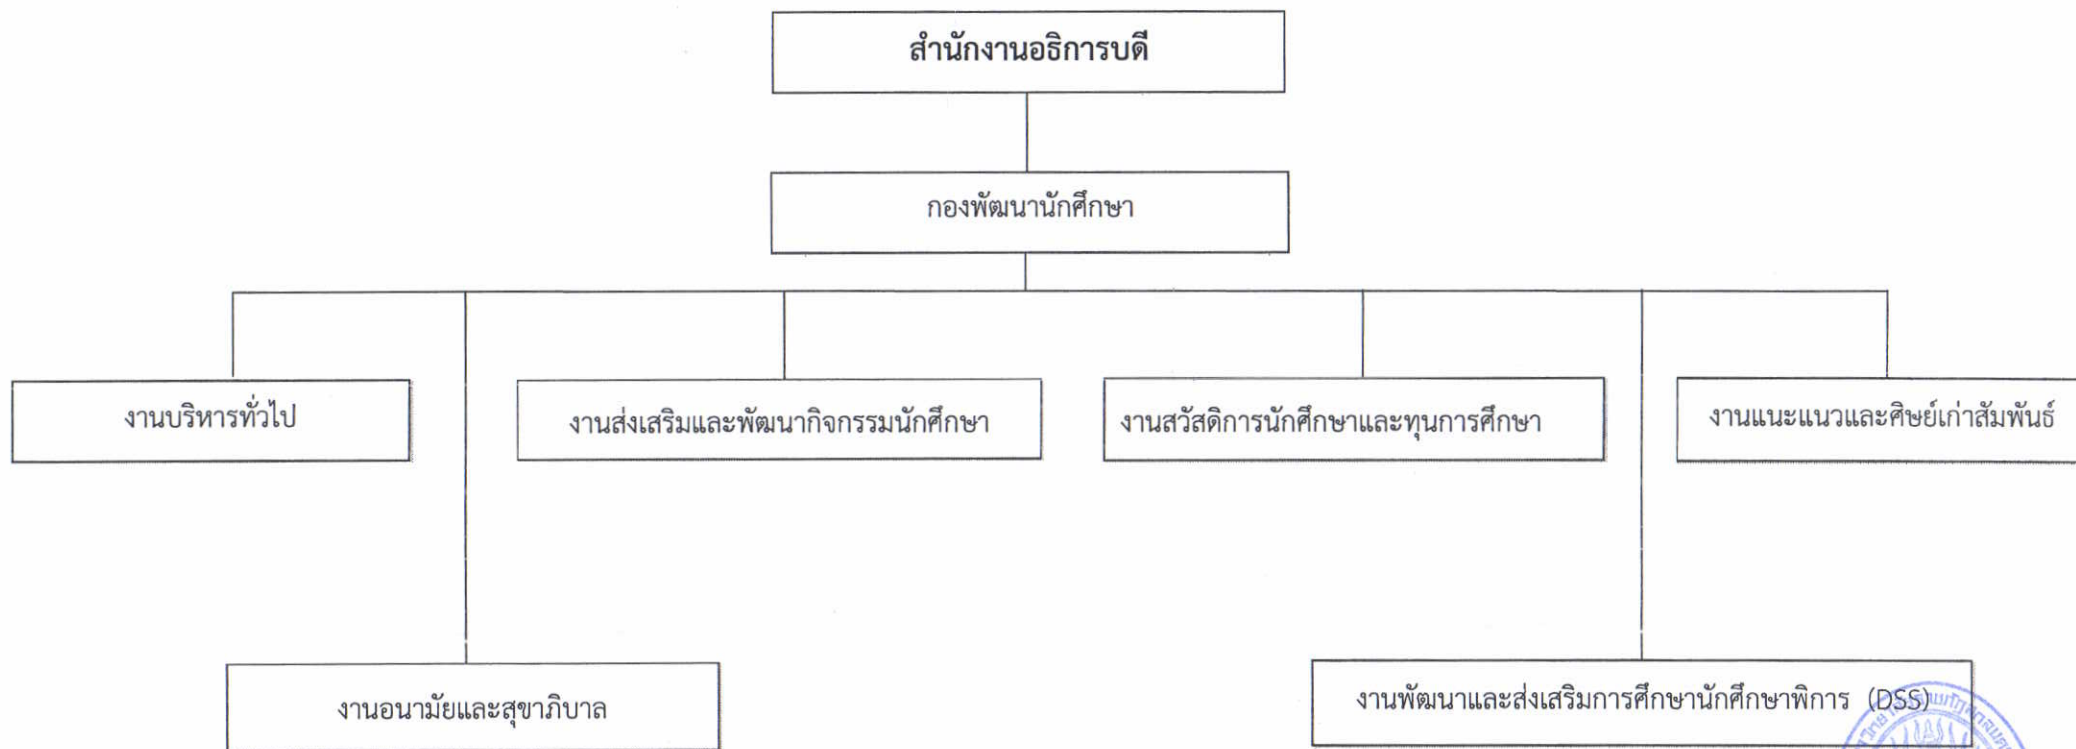 สำนักงานอธิการบดี
กองพัฒนานักศึกษา
งานบริหารทั่วไป
งานส่งเสริมและพัฒนากิจกรรมนักศึกษา
งานสวัสดิการนักศึกษาและทุนการศึกษา
งานแนะแนวและศิษย์เก่าสัมพันธ์
งานอนามัยและสุขาภิบาล
งานพัฒนาและส่งเสริมการศึกษานักศึกษาพิการ (DSS)